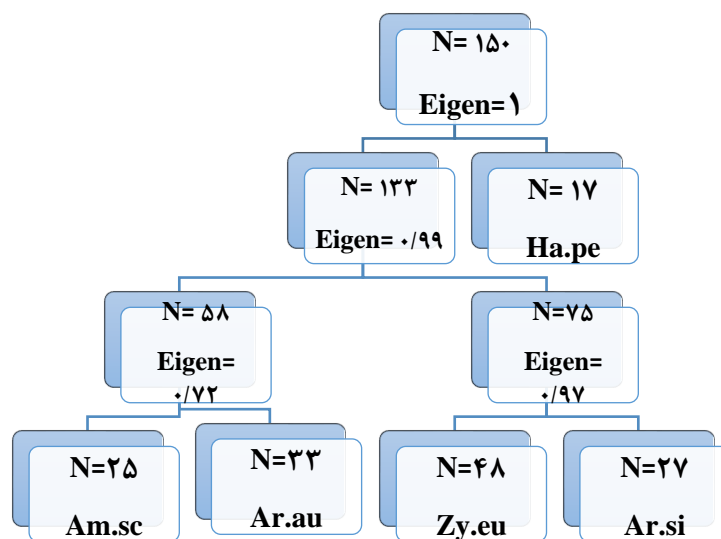 N= ۱۵۰
Eigen=۱
N= ۱۳۳
Eigen= ۰/۹۹
N= ۱۷
Ha.pe
N= ۵۸
Eigen=
۰/۷۲
N=۷۵
Eigen=
۰/۹۷
N=۲۵
Am.sc
N=۳۳
Ar.au
N=۴۸
Zy.eu
N=۲۷
Ar.si